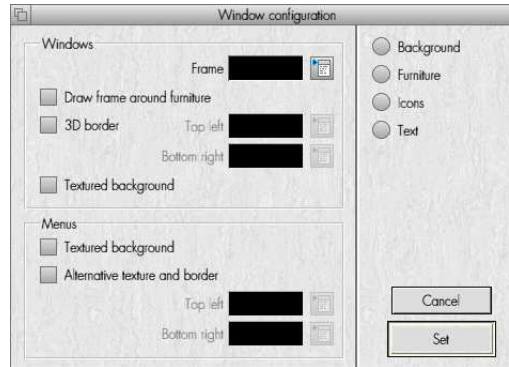 Window configuration
Windows
Frame
Draw frame around furniture
3D border
Top left
Bottom right
Textured background
Menus
Textured background
Alternative texture and border
Top left
Bottom right
Background
Furniture
Icons
Text
Cancel
Set